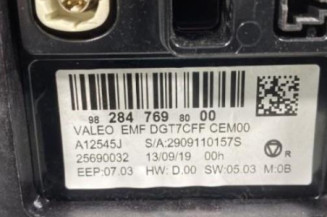 98 284 769 80 00
VALEO EMF DGT7CFF CEM00
A12545J S/A:2909110157S
25690032 13/09/19 00h
EEP:07.03 HW:D.00 SW:05.03 M:0B
V R